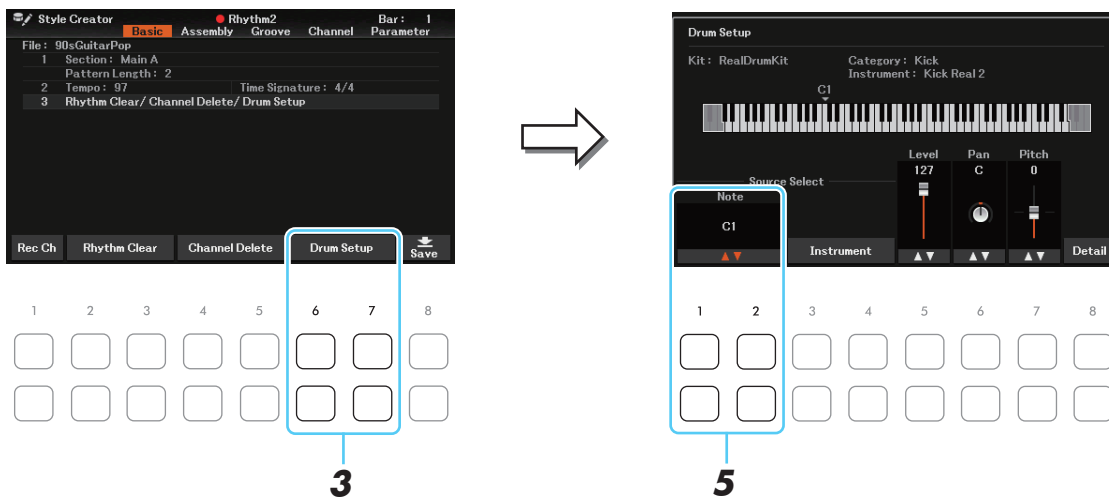 Style Creator Rhythm2 Bar: 1
Basic Assembly Groove Channel Parameter
File: 90sGuitarPop
1 Section: Main A
Pattern Length: 2
2 Tempo: 97 Time Signature: 4/4
3 Rhythm Clear/ Channel Delete/ Drum Setup
Rec Ch Rhythm Clear Channel Delete Drum Setup Save
1 2 3 4 5 6 7 8
3
Drum Setup
Kit: RealDrumKit Category: Kick
Instrument: Kick Real 2
C1
Level Pan Pitch
127 C 0
Source Select
Note
C1
Instrument Detail
1 2 3 4 5 6 7 8
5